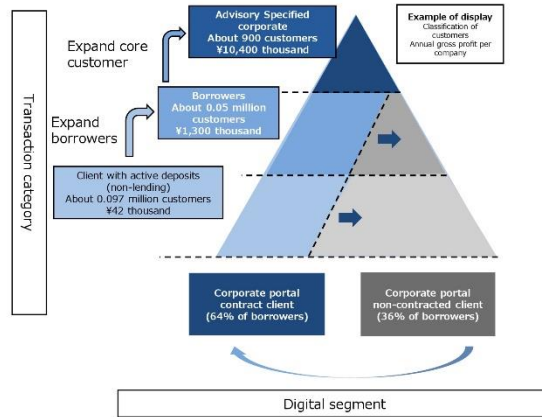 Transaction category
Expand core
customer
Expand
borrowers
Advisory Specified
corporate
About 900 customers
¥10,400 thousand
Borrowers
About 0.05 million
customers
¥1,300 thousand
Client with active deposits
(non-lending)
About 0.097 million customers
¥42 thousand
Example of display
Classification of
customers
Annual gross profit per
company
Corporate portal
contract client
(64% of borrowers)
Corporate portal
non-contracted client
(36% of borrowers)
Digital segment